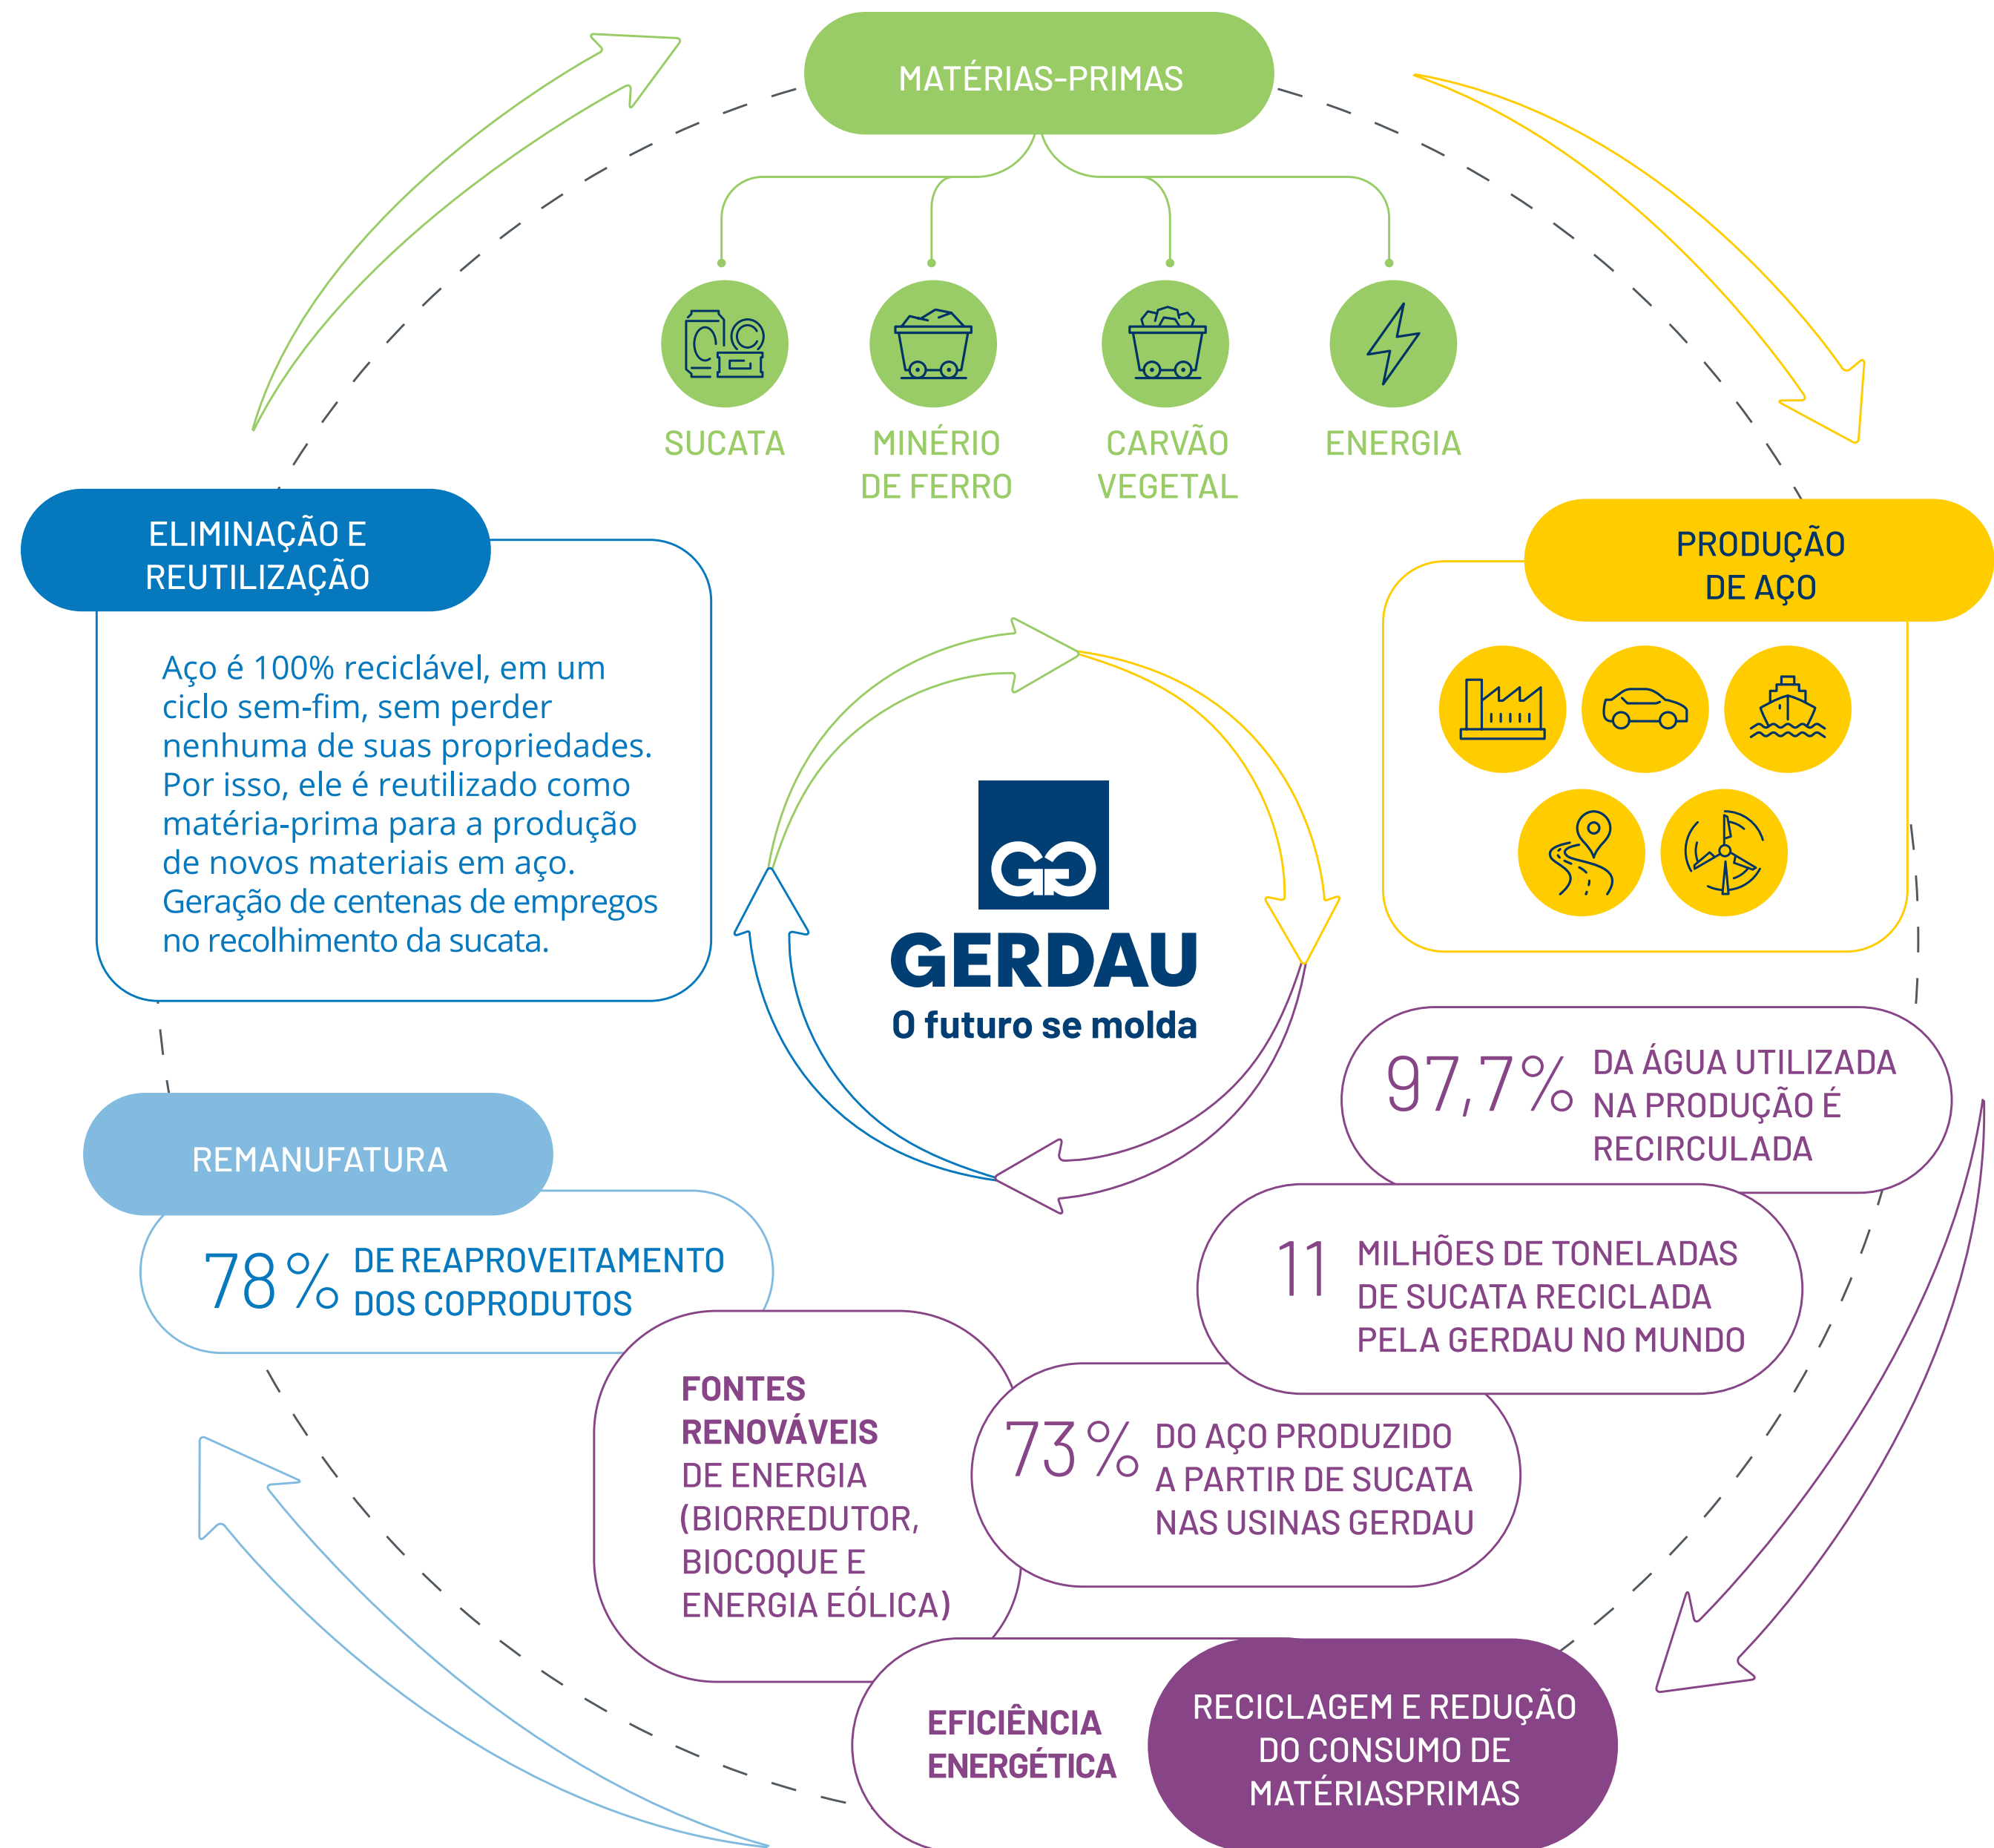 MATÉRIAS-PRIMAS
SUCATA
MINÉRIO
DE FERRO
CARVÃO
VEGETAL
ENERGIA
ELIMINAÇÃO E
REUTILIZAÇÃO
Aço é 100% reciclável, em um
ciclo sem-fim, sem perder
nenhuma de suas propriedades.
Por isso, ele é reutilizado como
matéria-prima para a produção
de novos materiais em aço.
Geração de centenas de empregos
no recolhimento da sucata.
PRODUÇÃO
DE AÇO
GERDAU
O futuro se molda
97,7% DA ÁGUA UTILIZADA
NA PRODUÇÃO É
RECIRCULADA
REMANUFATURA
78% DE REAPROVEITAMENTO
DOS COPRODUTOS
11 MILHÕES DE TONELADAS
DE SUCATA RECICLADA
PELA GERDAU NO MUNDO
FONTES
RENOVÁVEIS
DE ENERGIA
(BIORREDUTOR,
BIOCOQUE E
ENERGIA EÓLICA)
73% DO AÇO PRODUZIDO
A PARTIR DE SUCATA
NAS USINAS GERDAU
EFICIÊNCIA
ENERGÉTICA
RECICLAGEM E REDUÇÃO
DO CONSUMO DE
MATÉRIASPRIMAS